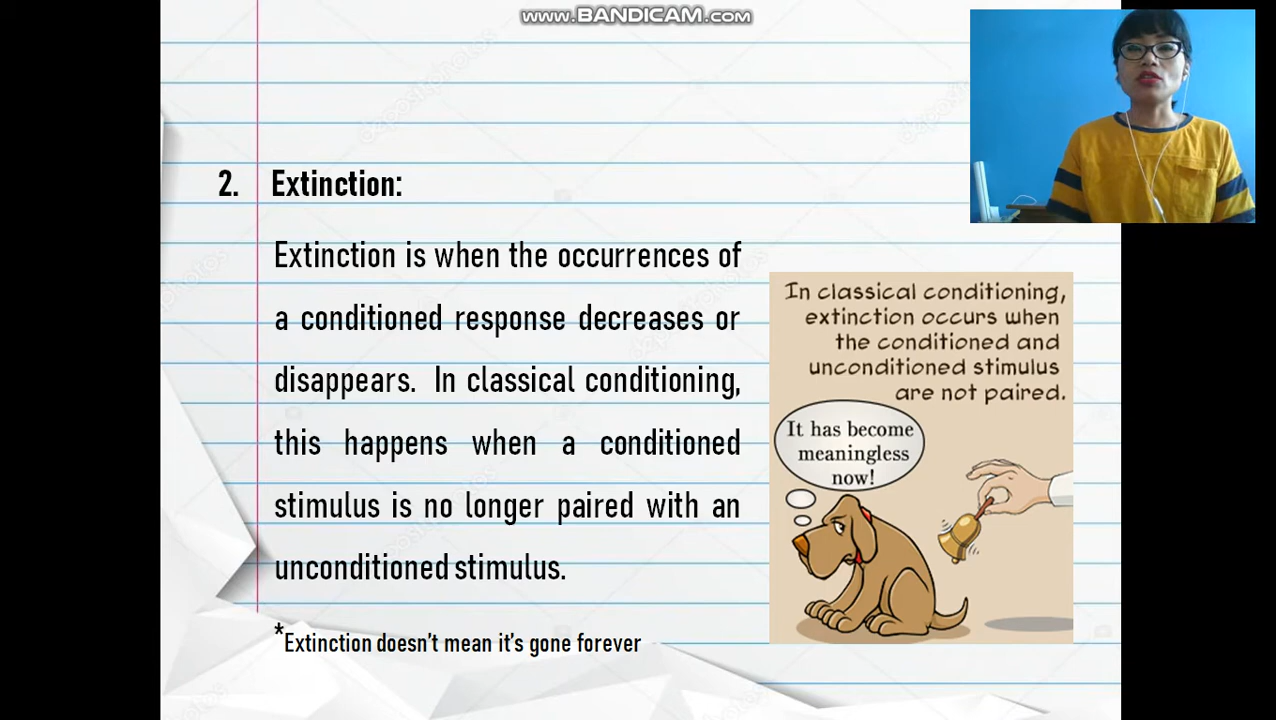 www.BANDICAM.com
2. Extinction:
Extinction is when the occurrences of
a conditioned response decreases or
disappears. In classical conditioning,
this happens when a conditioned
stimulus is no longer paired with an
unconditioned stimulus.
*Extinction doesn't mean it's gone forever
In classical conditioning,
extinction occurs when
the conditioned and
unconditioned stimulus
are not paired.
It has become
meaningless
now!